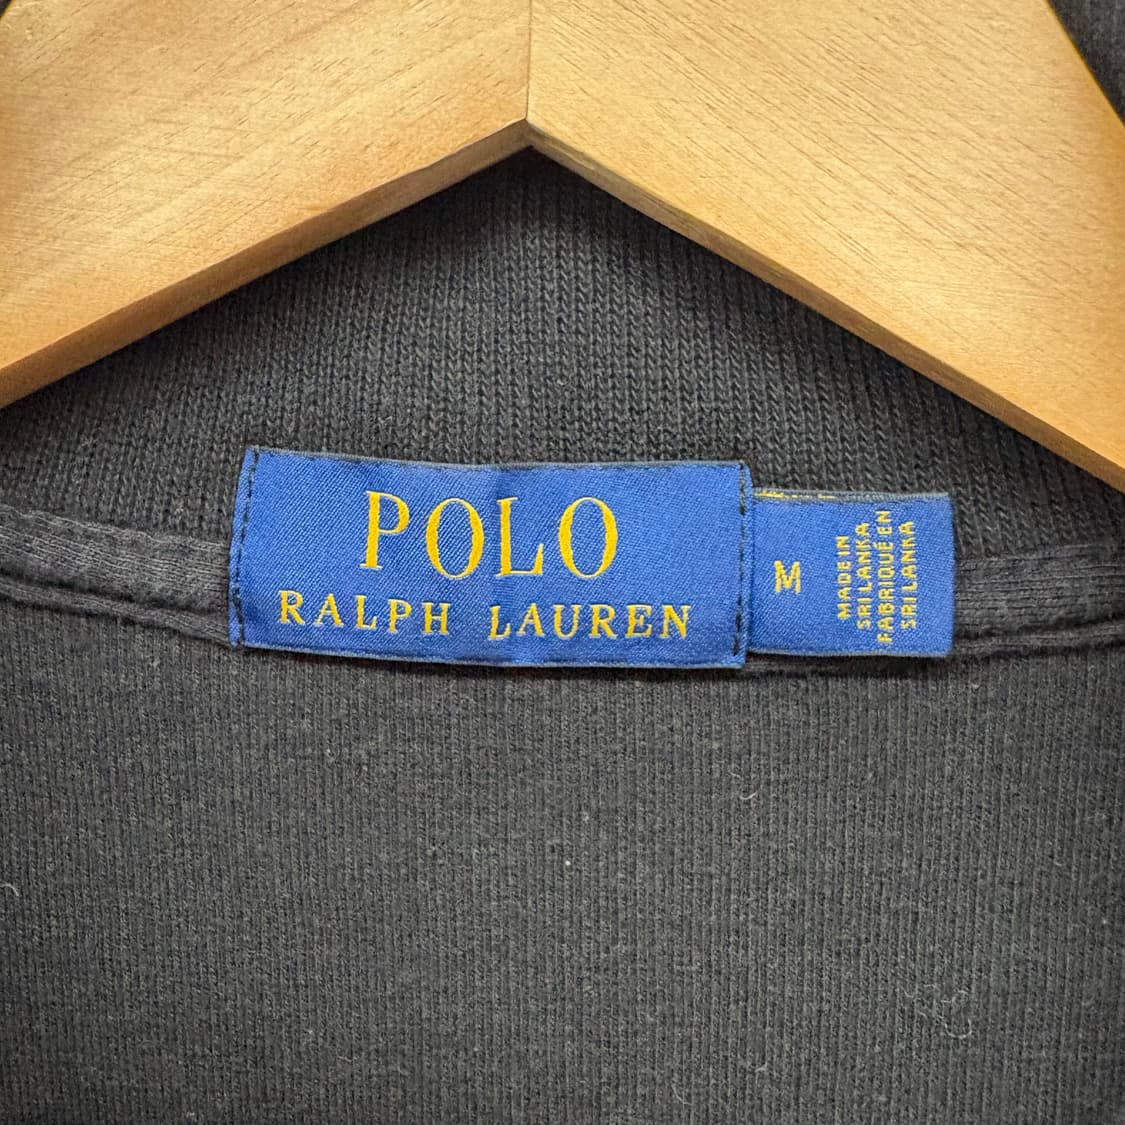 POLO
RALPH LAUREN
M
MADE IN
SRI LANKA
FABRIQUÉ EN
SRI LANKA